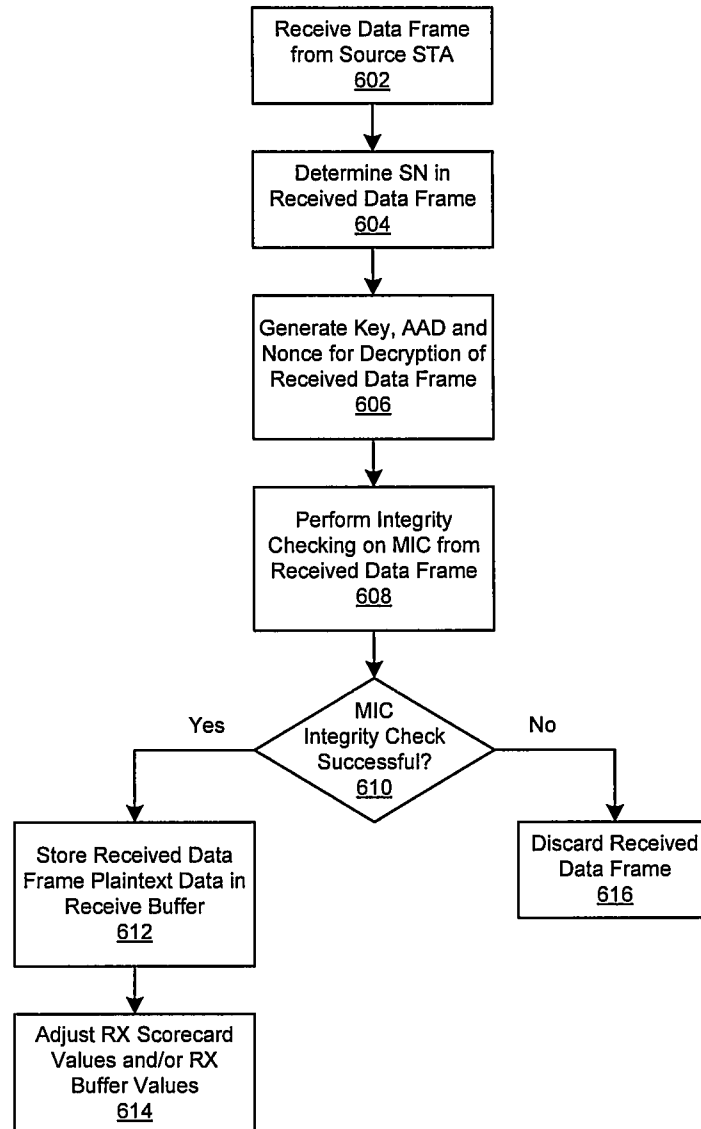 Receive Data Frame
from Source STA
602
Determine SN in
Received Data Frame
604
Generate Key, AAD and
Nonce for Decryption of
Received Data Frame
606
Perform Integrity
Checking on MIC from
Received Data Frame
608
MIC
Integrity Check
Successful?
610
Yes
No
Store Received Data
Frame Plaintext Data in
Receive Buffer
612
Discard Received
Data Frame
616
Adjust RX Scorecard
Values and/or RX
Buffer Values
614